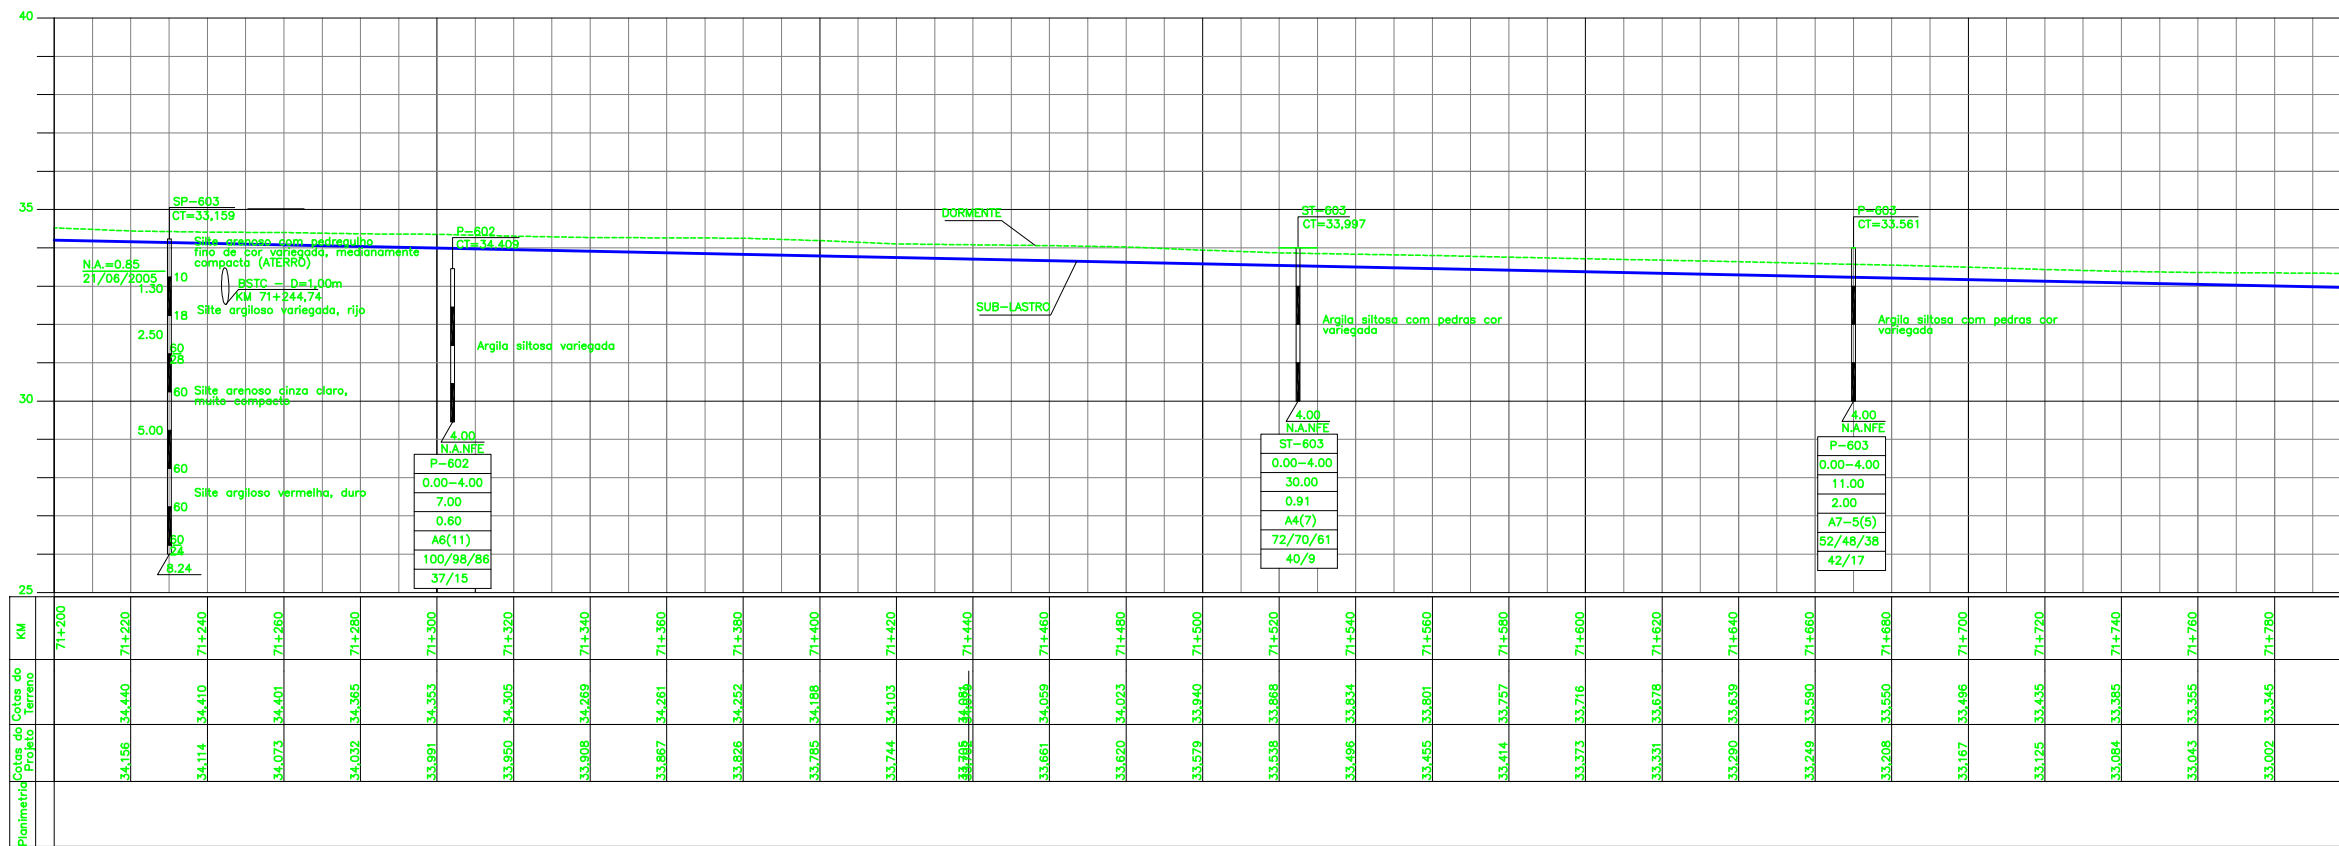 40
35
30
25
SP-603
CT=33,159
Silte arenoso com pedregulho
fino de cor variegada, medianamente
compacta (ATERRO)
N.A.=0.85
21/06/2005
1.30
10
BSTC - D=1,00m
KM 71+244,74
18
Silte argiloso variegada, rijo
2.50
60
28
60
Silte arenoso cinza claro,
muito compacto
5.00
60
Silte argiloso vermelha, duro
60
60
24
8.24
P-602
CT=34.409
Argila siltosa variegada
4.00
N.A.NFE
P-602
0.00-4.00
7.00
0.60
A6(11)
100/98/86
37/15
DORMENTE
SUB-LASTRO
ST-603
CT=33,997
Argila siltosa com pedras cor
variegada
4.00
N.A.NFE
ST-603
0.00-4.00
30.00
0.91
A4(7)
72/70/61
40/9
P-603
CT=33.561
Argila siltosa com pedras cor
variegada
4.00
N.A.NFE
P-603
0.00-4.00
11.00
2.00
A7-5(5)
52/48/38
42/17
KM 71+200 71+220 71+240 71+260 71+280 71+300 71+320 71+340 71+360 71+380 71+400 71+420 71+440 71+460 71+480 71+500 71+520 71+540 71+560 71+580 71+600 71+620 71+640 71+660 71+680 71+700 71+720 71+740 71+760 71+780
Cotas do
Terreno
34,440 34,410 34,401 34,365 34,353 34,305 34,269 34,261 34,252 34,188 34,103 34,059 34,023 33,940 33,868 33,834 33,801 33,757 33,716 33,678 33,639 33,590 33,550 33,496 33,435 33,385 33,355 33,345
Cotas do
Projeto
34,156 34,114 34,073 34,032 33,991 33,950 33,908 33,867 33,826 33,785 33,744 33,661 33,620 33,579 33,538 33,496 33,455 33,414 33,373 33,331 33,290 33,249 33,208 33,167 33,125 33,084 33,043 33,002
Planimetria